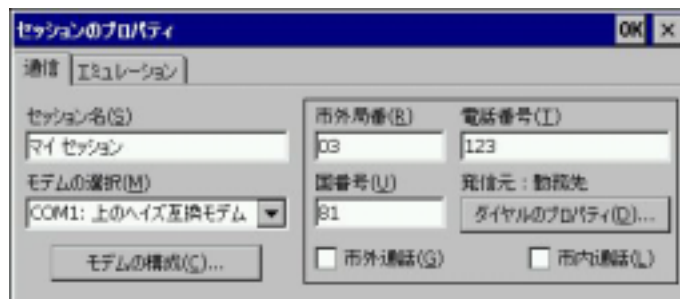 セッションのプロパティ OK ×
通信 エミュレーション
セッション名(S)
マイ セッション
モデムの選択(M)
COM1: 上のヘイズ互換モデム
モデムの構成(C)...
市外局番(R) 電話番号(T)
03 123
国番号(U) 発信元：勤務先
81 ダイヤルのプロパティ(D)...
市外通話(G) 市内通話(L)